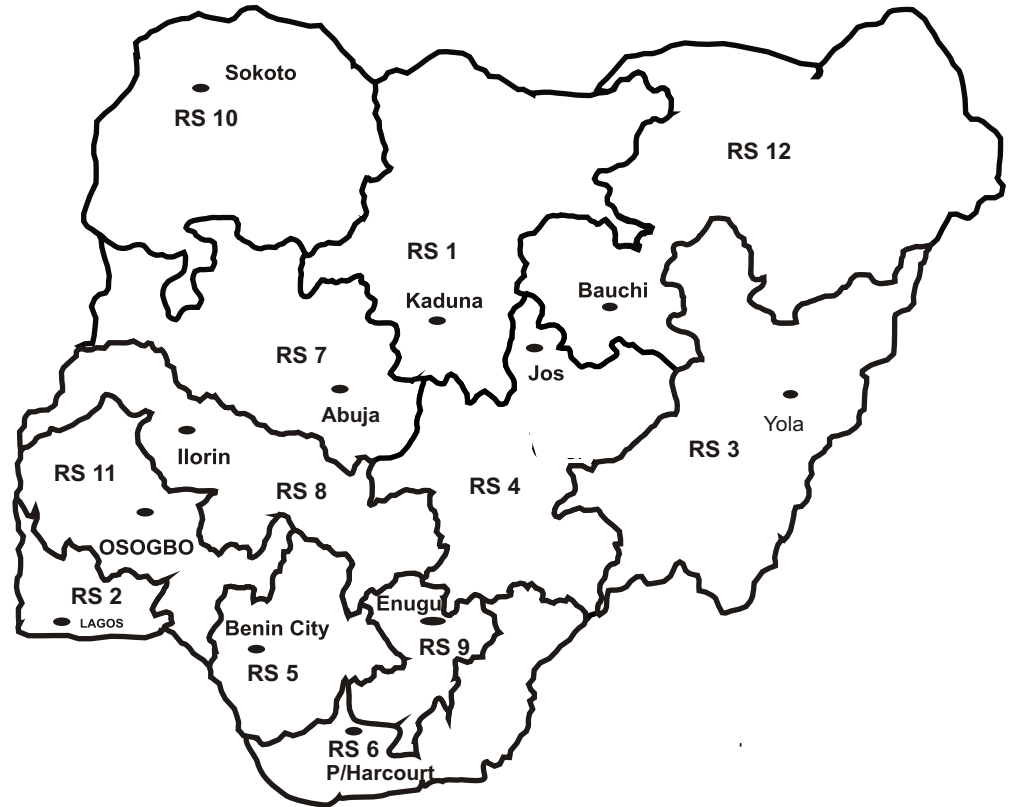 Sokoto
RS 10
RS 12
RS 1
Kaduna
Bauchi
RS 7
Jos
Abuja
Yola
RS 3
Ilorin
RS 11
RS 8
RS 4
OSOGBO
RS 2
LAGOS
Enugu
Benin City
RS 9
RS 5
RS 6
P/Harcourt